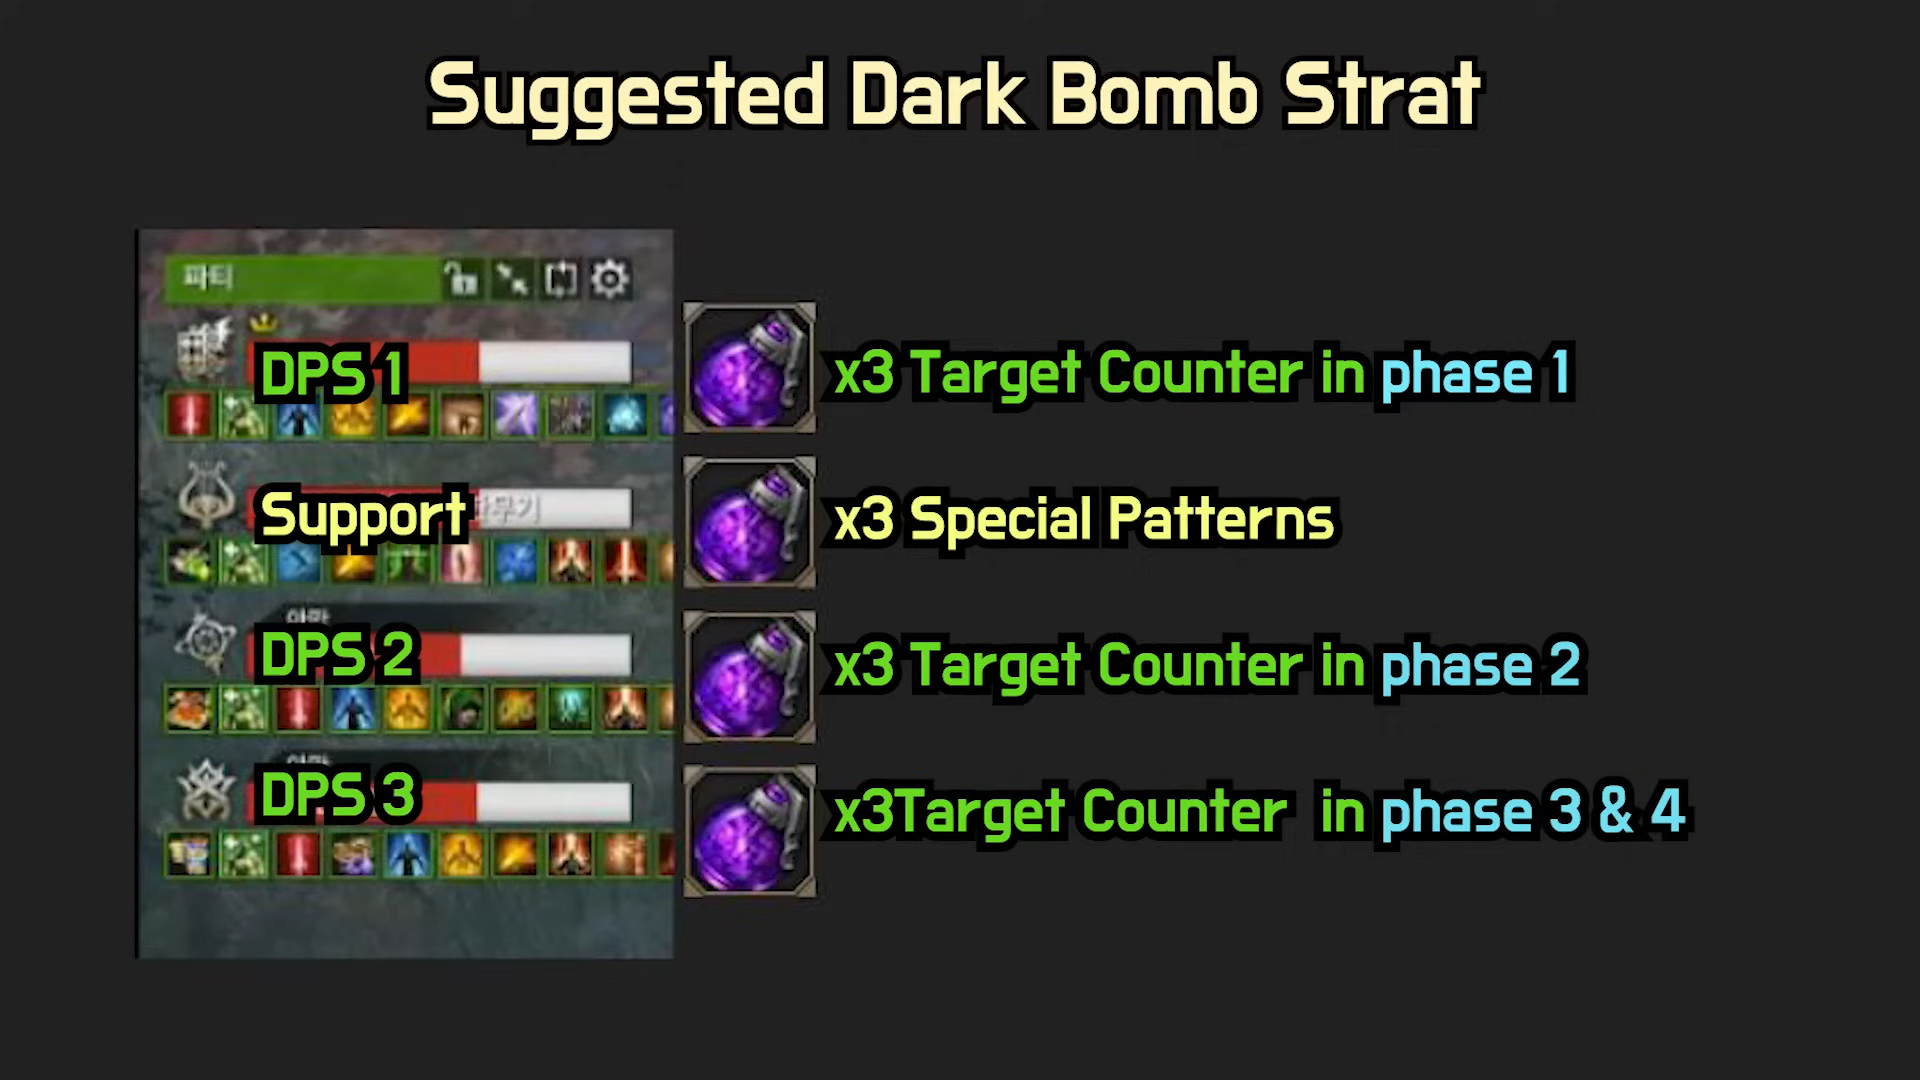 Suggested Dark Bomb Strat
파티
DPS 1
x3 Target Counter in phase 1
Support
x3 Special Patterns
DPS 2
x3 Target Counter in phase 2
DPS 3
x3Target Counter in phase 3 & 4